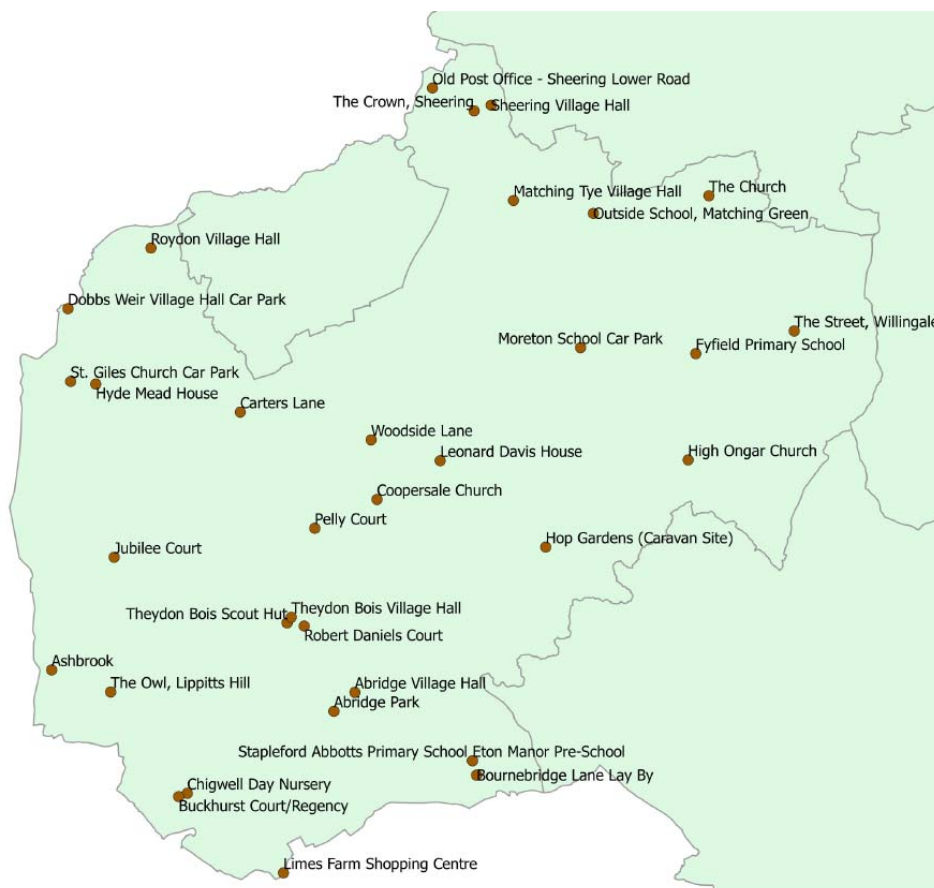 Old Post Office - Sheering Lower Road
The Crown, Sheering
Sheering Village Hall
Matching Tye Village Hall
The Church
Outside School, Matching Green
Roydon Village Hall
Dobbs Weir Village Hall Car Park
The Street, Willingale
Moreton School Car Park
Fyfield Primary School
St. Giles Church Car Park
Hyde Mead House
Carters Lane
Woodside Lane
Leonard Davis House
High Ongar Church
Coopersale Church
Pelly Court
Hop Gardens (Caravan Site)
Jubilee Court
Theydon Bois Village Hall
Theydon Bois Scout Hut
Robert Daniels Court
Ashbrook
The Owl, Lippitts Hill
Abridge Village Hall
Abridge Park
Stapleford Abbotts Primary School Eton Manor Pre-School
Bournebridge Lane Lay By
Chigwell Day Nursery
Buckhurst Court/Regency
Limes Farm Shopping Centre